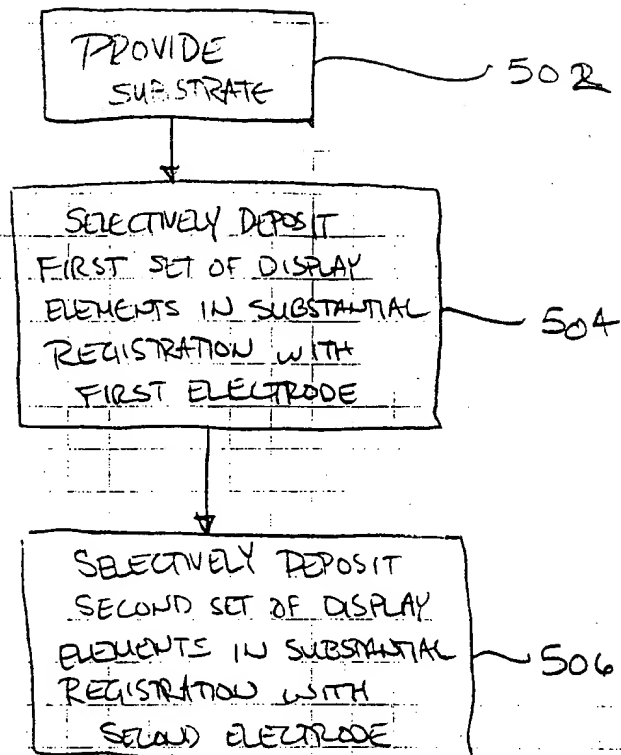 PROVIDE
SUBSTRATE
502
SELECTIVELY DEPOSIT
FIRST SET OF DISPLAY
ELEMENTS IN SUBSTANTIAL
REGISTRATION WITH
FIRST ELECTRODE
504
SELECTIVELY DEPOSIT
SECOND SET OF DISPLAY
ELEMENTS IN SUBSTANTIAL
REGISTRATION WITH
SECOND ELECTRODE
506